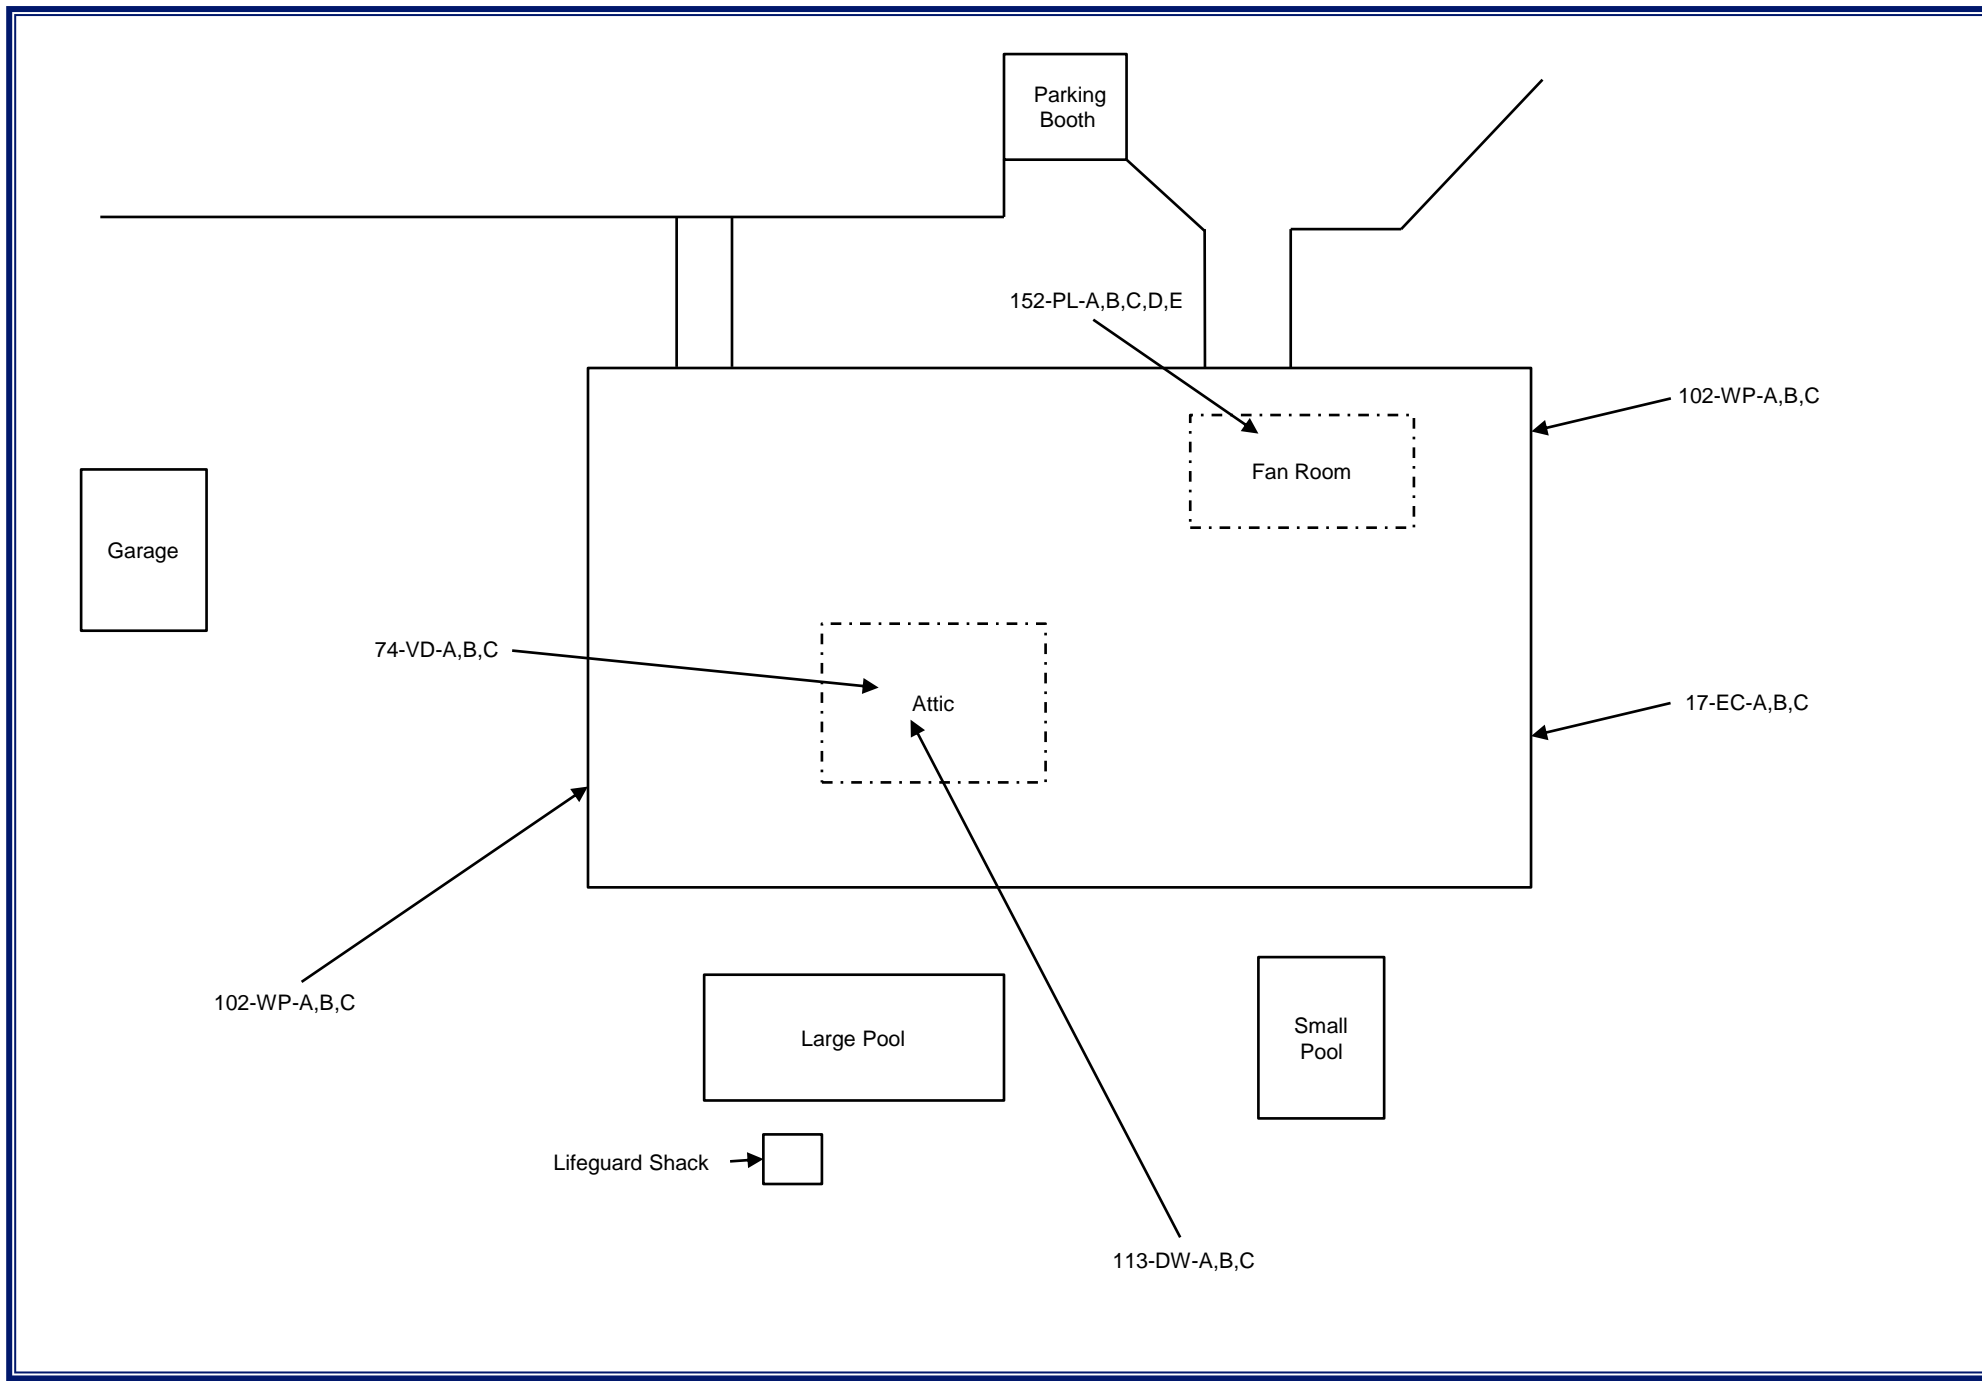 Parking
Booth
152-PL-A,B,C,D,E
102-WP-A,B,C
Fan Room
Garage
74-VD-A,B,C
Attic
17-EC-A,B,C
102-WP-A,B,C
Large Pool
Small
Pool
Lifeguard Shack
113-DW-A,B,C